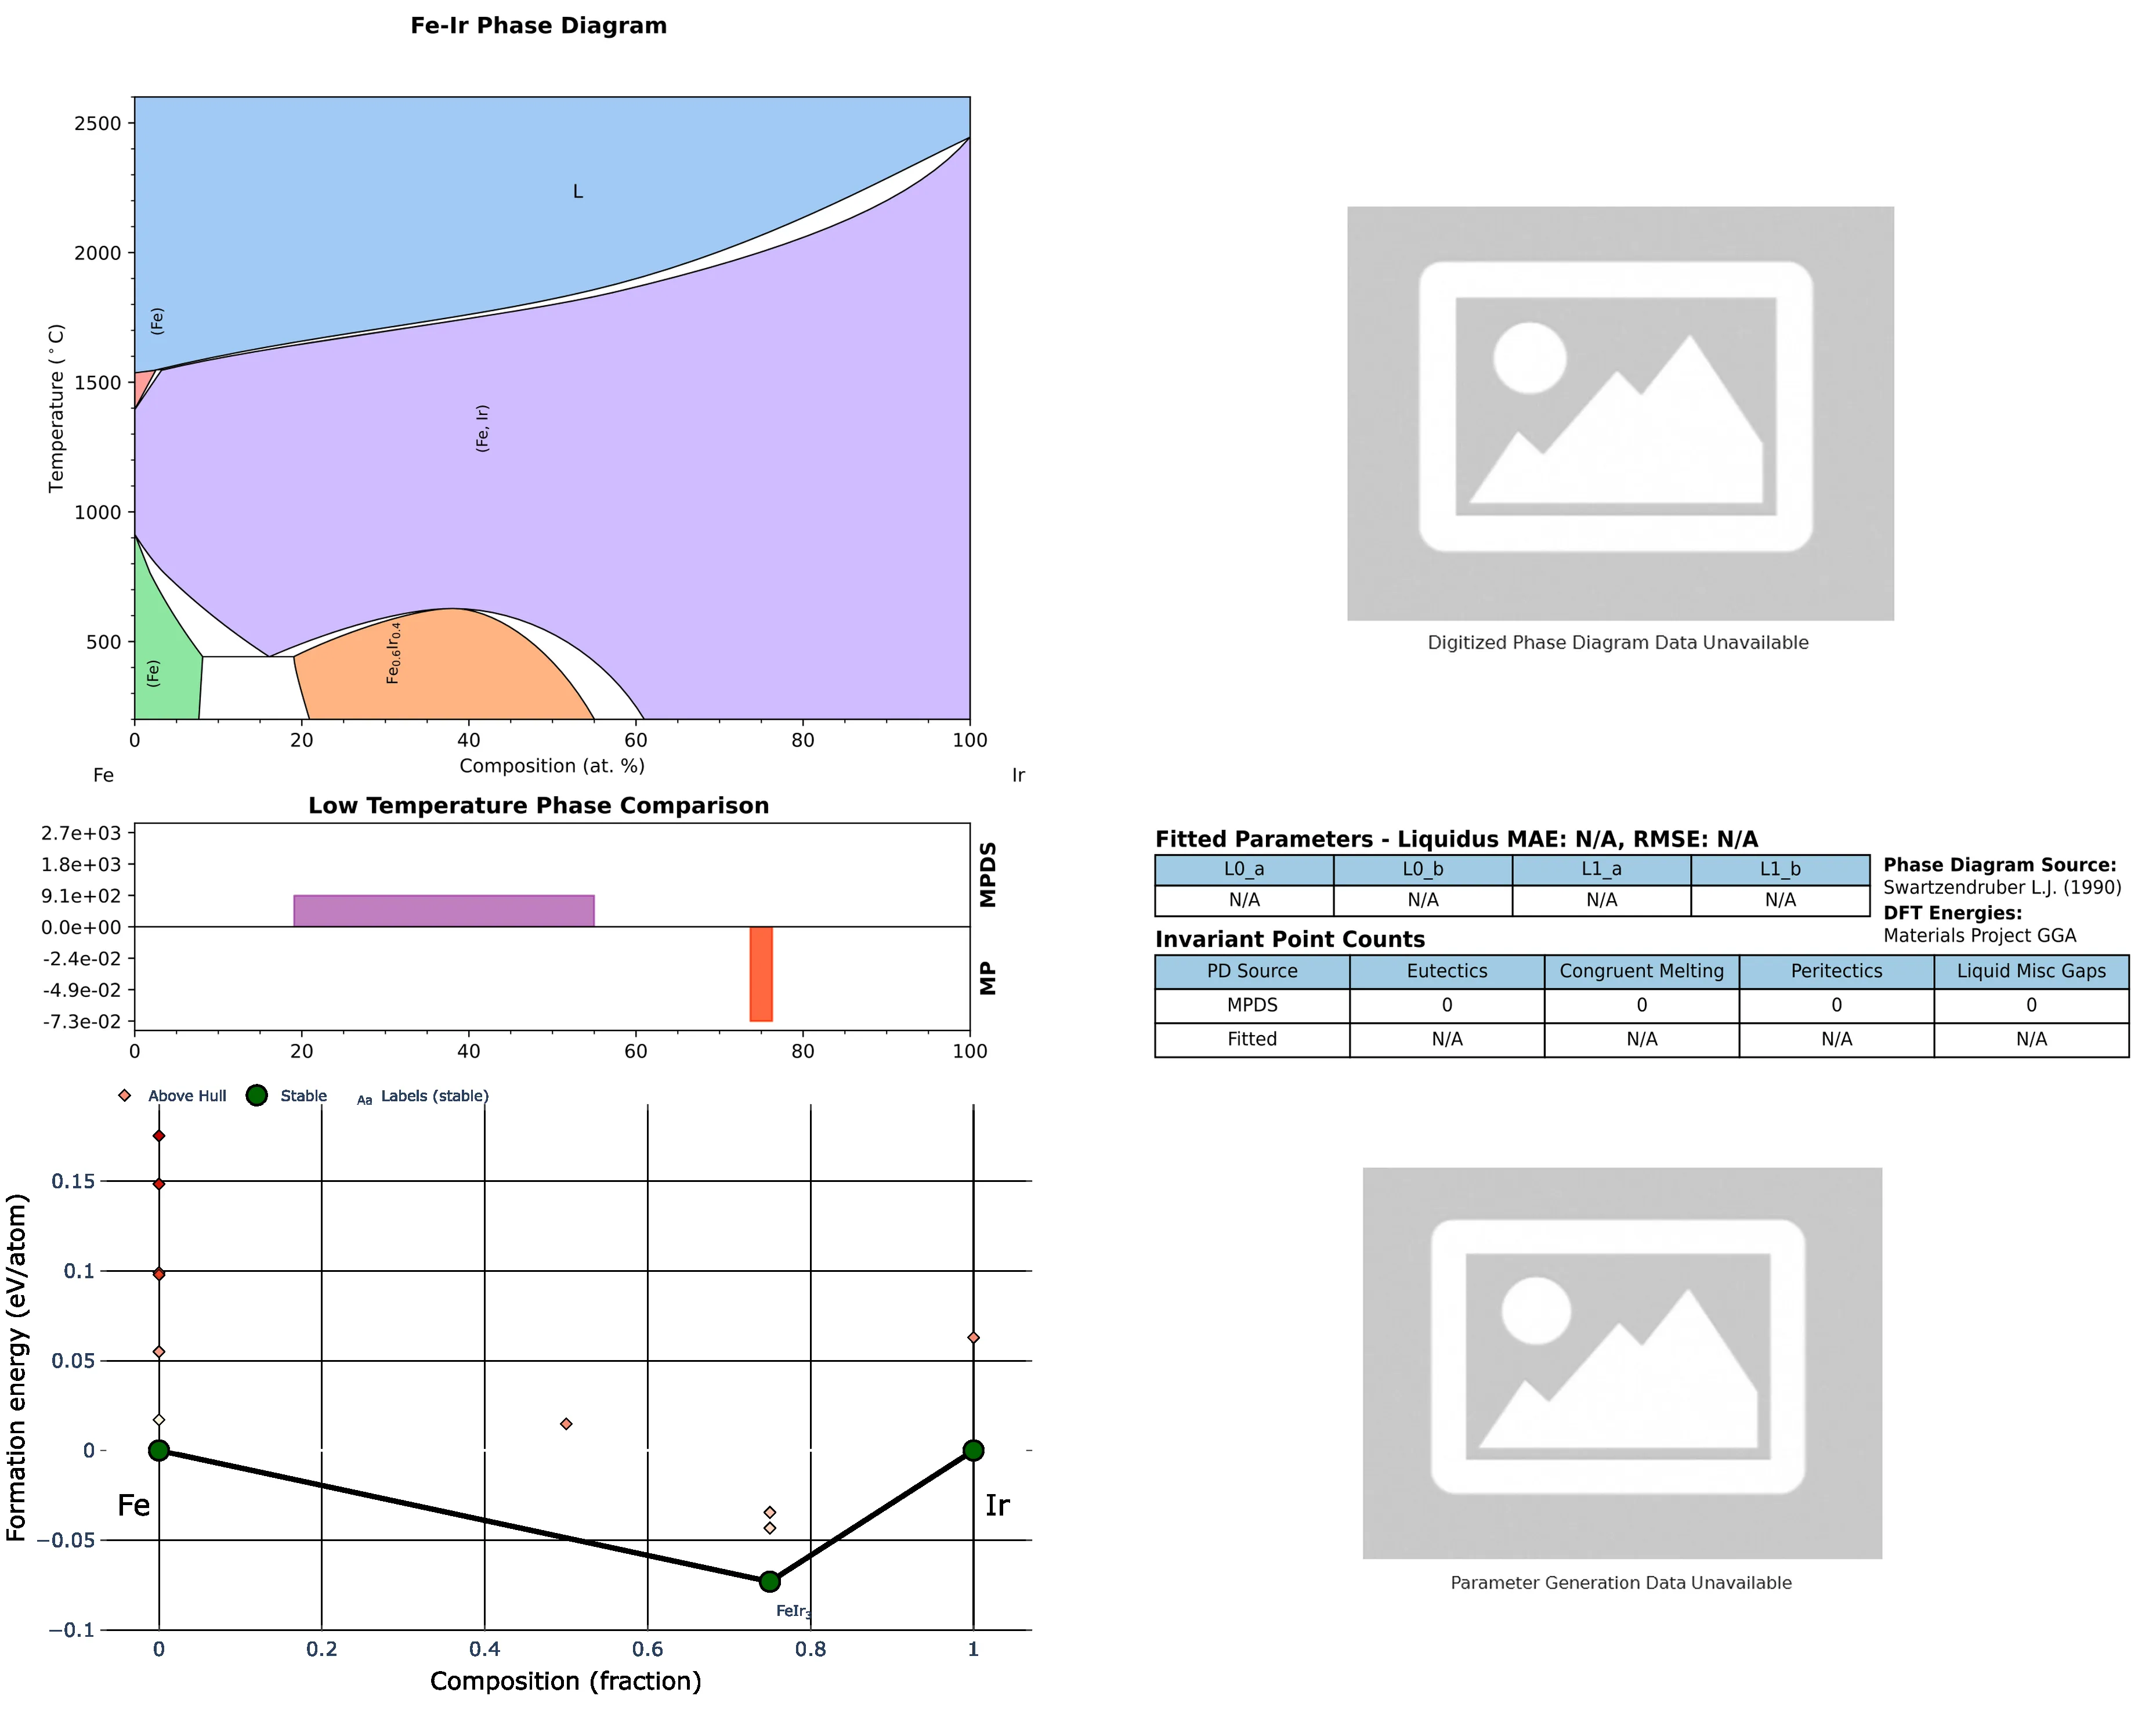 Fe-Ir Phase Diagram
2500
2000
1500
1000
500
Temperature (°C)
L
(Fe)
(Fe, Ir)
(Fe)
Fe0.6Ir0.4
0 20 40 60 80 100
Composition (at. %)
Fe Ir
Digitized Phase Diagram Data Unavailable
Low Temperature Phase Comparison
2.7e+03
1.8e+03
9.1e+02
0.0e+00
-2.4e-02
-4.9e-02
-7.3e-02
MPDS
MP
0 20 40 60 80 100
Fitted Parameters - Liquidus MAE: N/A, RMSE: N/A
L0_a L0_b L1_a L1_b
N/A N/A N/A N/A
Phase Diagram Source:
Swartzendruber L.J. (1990)
DFT Energies:
Materials Project GGA
Invariant Point Counts
PD Source Eutectics Congruent Melting Peritectics Liquid Misc Gaps
MPDS 0 0 0 0
Fitted N/A N/A N/A N/A
Above Hull Stable Aa Labels (stable)
0.15
0.1
0.05
0
−0.05
−0.1
Formation energy (eV/atom)
Fe
Ir
FeIr3
0 0.2 0.4 0.6 0.8 1
Composition (fraction)
Parameter Generation Data Unavailable